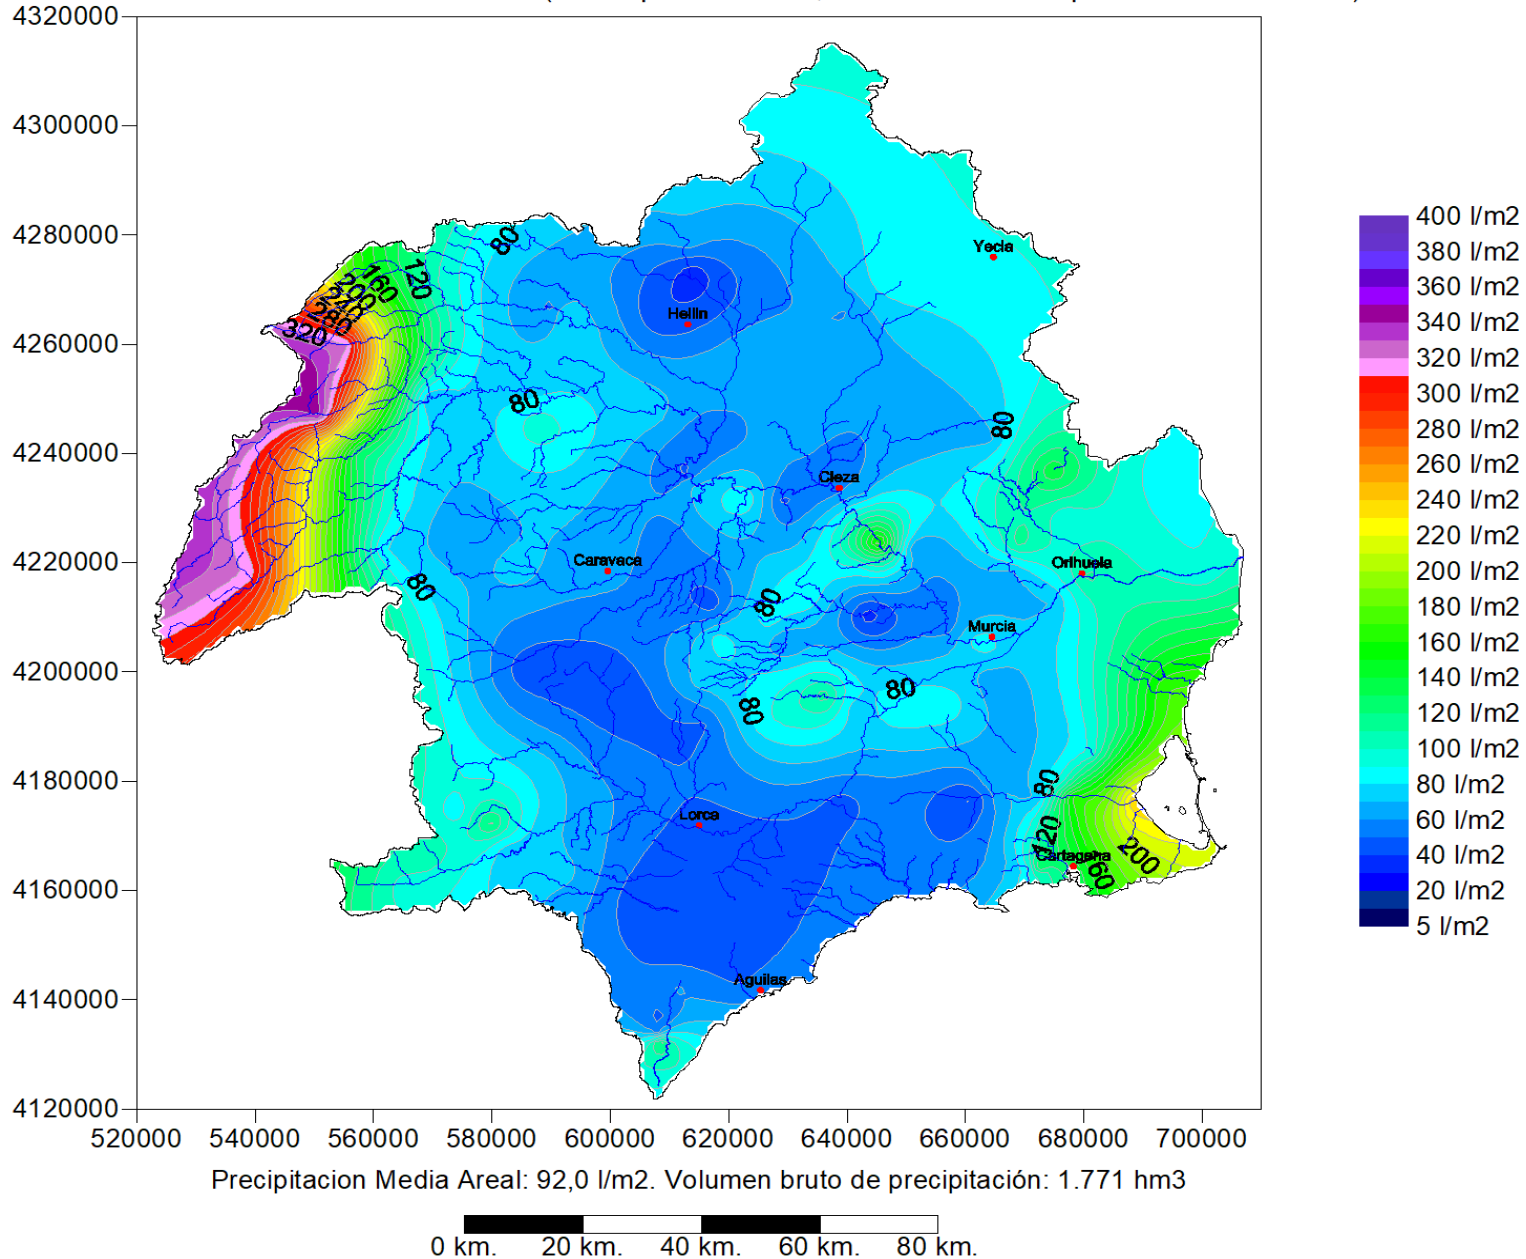 4320000
4300000
4280000
4260000
4240000
4220000
4200000
4180000
4160000
4140000
4120000
520000 540000 560000 580000 600000 620000 640000 660000 680000 700000
Yecla
Hellin
Cieza
Caravaca
Orihuela
Murcia
Lorca
Cartagena
Aguilas
80
120
160
200
240
280
320
80
80
80
80
80
80
80
120
160
200
400 l/m2
380 l/m2
360 l/m2
340 l/m2
320 l/m2
300 l/m2
280 l/m2
260 l/m2
240 l/m2
220 l/m2
200 l/m2
180 l/m2
160 l/m2
140 l/m2
120 l/m2
100 l/m2
80 l/m2
60 l/m2
40 l/m2
20 l/m2
5 l/m2
Precipitacion Media Areal: 92,0 l/m2. Volumen bruto de precipitación: 1.771 hm3
0 km. 20 km. 40 km. 60 km. 80 km.